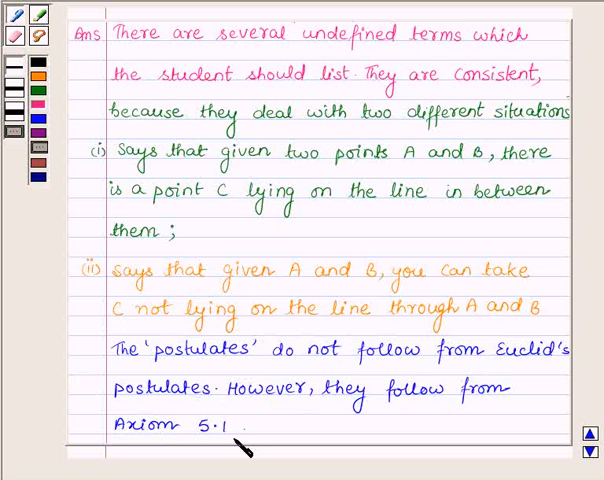 Ans There are several undefined terms which
the student should list. They are consistent,
because they deal with two different situations
(i) Says that given two points A and B, there
is a point C lying on the line in between
them ;
(ii) says that given A and B, you can take
C not lying on the line through A and B
The 'postulates' do not follow from Euclid's
postulates. However, they follow from
Axiom 5.1.